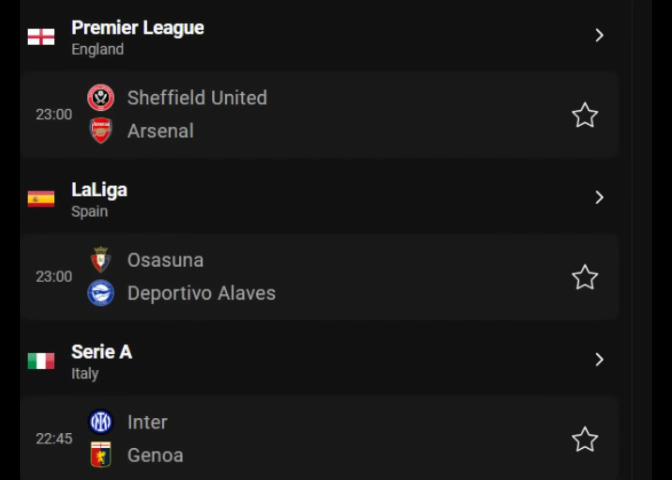 Premier League
England
23:00
Sheffield United
Arsenal
LaLiga
Spain
23:00
Osasuna
Deportivo Alaves
Serie A
Italy
22:45
Inter
Genoa